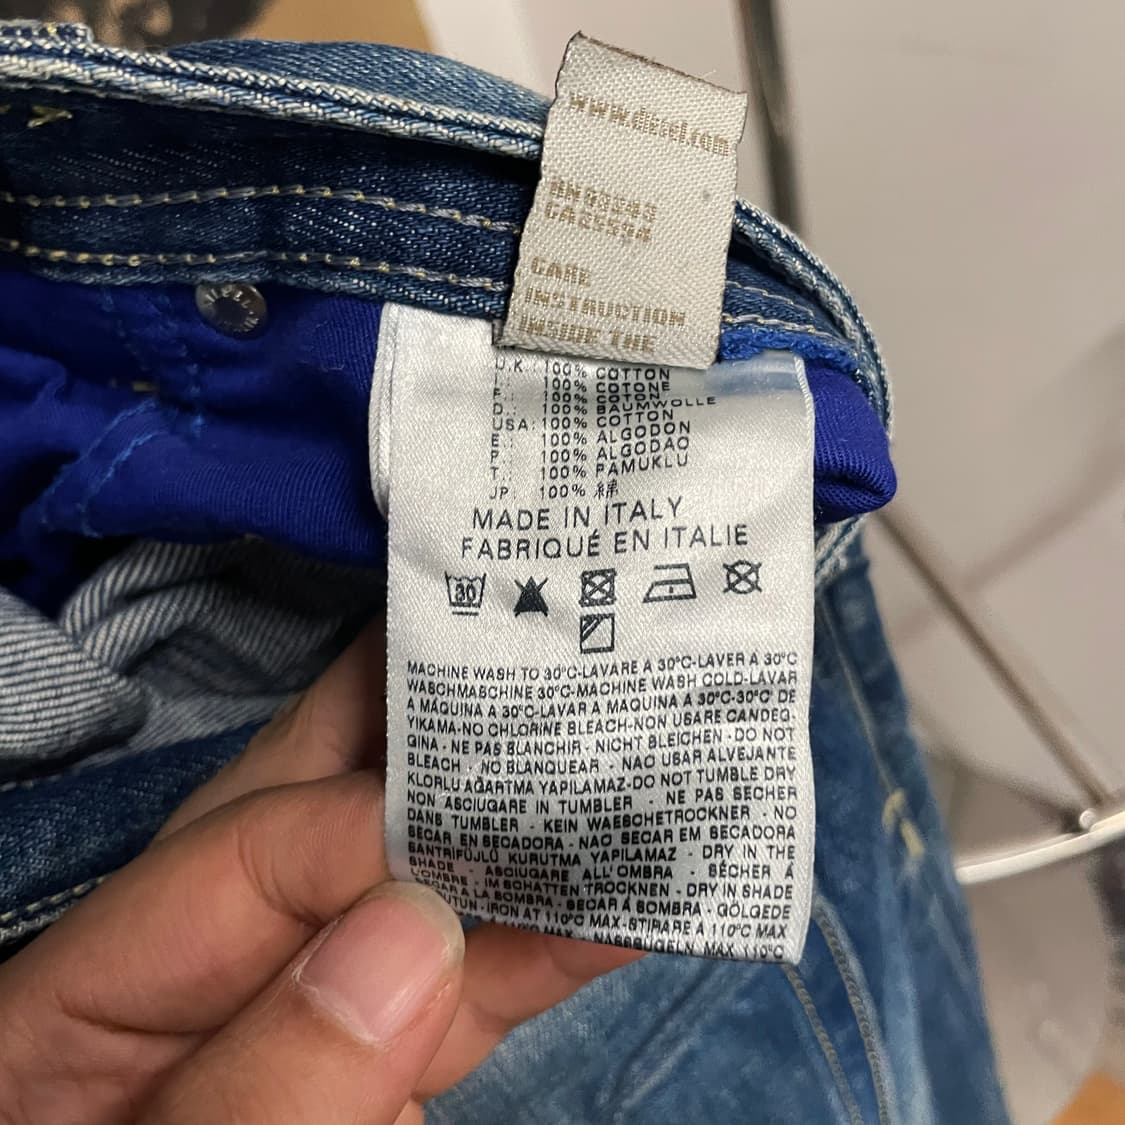 www.diesel.com
RN93243
CA25594
CARE
INSTRUCTION
INSIDE THE
U.K: 100% COTTON
I.: 100% COTONE
F.: 100% COTON
D.: 100% BAUMWOLLE
USA: 100% COTTON
E.: 100% ALGODON
P.: 100% ALGODAO
T.: 100% PAMUKLU
JP: 100% 綿
MADE IN ITALY
FABRIQUÉ EN ITALIE
30
MACHINE WASH TO 30°C-LAVARE A 30°C-LAVER À 30°C
WASCHMASCHINE 30°C-MACHINE WASH COLD-LAVAR
A MÁQUINA A 30°C-LAVAR A MAQUINA A 30°C-30°C' DE
YIKAMA-NO CHLORINE BLEACH-NON USARE CANDEG-
GINA - NE PAS BLANCHIR - NICHT BLEICHEN - DO NOT
BLEACH - NO BLANQUEAR - NAO USAR ALVEJANTE
KLORLU AĞARTMA YAPILAMAZ-DO NOT TUMBLE DRY
NON ASCIUGARE IN TUMBLER - NE PAS SECHER
DANS TUMBLER - KEIN WAESCHETROCKNER - NO
SECAR EN SECADORA - NAO SECAR EM SECADORA
SANTRIFÜJLÜ KURUTMA YAPILAMAZ - DRY IN THE
SHADE - ASCIUGARE ALL'OMBRA - SÉCHER À
L'OMBRE - IM SCHATTEN TROCKNEN - DRY IN SHADE
SECAR A LA SOMBRA - SECAR Á SOMBRA - GÖLGEDE
IRON AT 110°C MAX-STIRARE A 110°C MAX
MAX